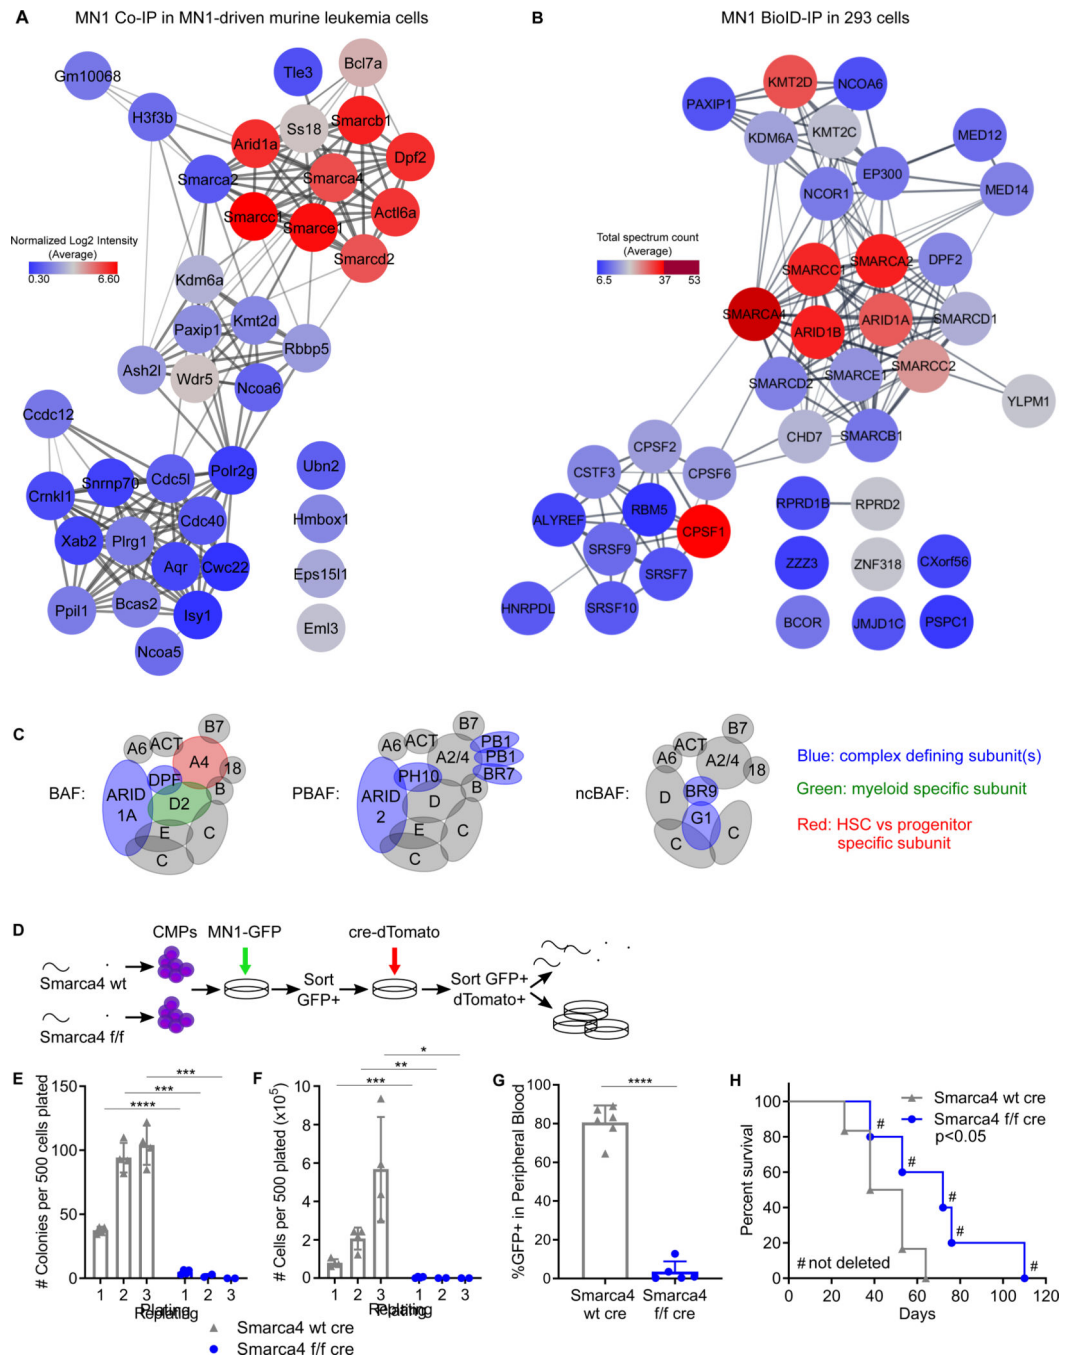 A
MN1 Co-IP in MN1-driven murine leukemia cells
Gm10068
Tle3
Bcl7a
H3f3b
Ss18
Smarcb1
Arid1a
Dpf2
Smarca2
Smarca4
Smarcc1
Smarce1
Actl6a
Smarcd2
Normalized Log2 Intensity
(Average)
0.30 6.60
Kdm6a
Paxip1
Kmt2d
Rbbp5
Ash2l
Wdr5
Ncoa6
Ccdc12
Cdc5l
Polr2g
Snrnp70
Crnkl1
Cdc40
Xab2
Plrg1
Aqr
Cwc22
Ppil1
Bcas2
Isy1
Ncoa5
Ubn2
Hmbox1
Eps15l1
Eml3
B
MN1 BioID-IP in 293 cells
KMT2D
NCOA6
PAXIP1
KDM6A
KMT2C
MED12
EP300
NCOR1
MED14
Total spectrum count
(Average)
6.5 37 53
SMARCC1
SMARCA2
DPF2
SMARCA4
ARID1B
ARID1A
SMARCD1
SMARCD2
SMARCE1
SMARCC2
YLPM1
CHD7
SMARCB1
CPSF2
CSTF3
CPSF6
ALYREF
RBM5
CPSF1
SRSF9
SRSF7
HNRPDL
SRSF10
RPRD1B
RPRD2
ZZZ3
ZNF318
CXorf56
BCOR
JMJD1C
PSPC1
C
BAF:
A6
ACT
B7
A4
18
DPF
ARID
1A
D2
B
E
C
C
PBAF:
A6
ACT
B7
PB1
PB1
BR7
A2/4
PH10
ARID
2
D
B
E
C
C
ncBAF:
A6
ACT
B7
A2/4
18
BR9
D
G1
C
C
Blue: complex defining subunit(s)
Green: myeloid specific subunit
Red: HSC vs progenitor
specific subunit
D
CMPs
MN1-GFP
cre-dTomato
Smarca4 wt
Smarca4 f/f
Sort
GFP+
Sort GFP+
dTomato+
E
# Colonies per 500 cells plated
150
100
50
0
***
***
****
1 2 3 1 2 3
Plating
Replating
F
# Cells per 500 plated (x10⁵)
10
8
6
4
2
0
*
**
***
1 2 3 1 2 3
Plating
Replating
Smarca4 wt cre
Smarca4 f/f cre
G
%GFP+ in Peripheral Blood
100
80
60
40
20
0
****
Smarca4
wt cre
Smarca4
f/f cre
H
Percent survival
100
80
60
40
20
0
Smarca4 wt cre
Smarca4 f/f cre
p<0.05
#
#
#
#
#
# not deleted
0 20 40 60 80 100 120
Days